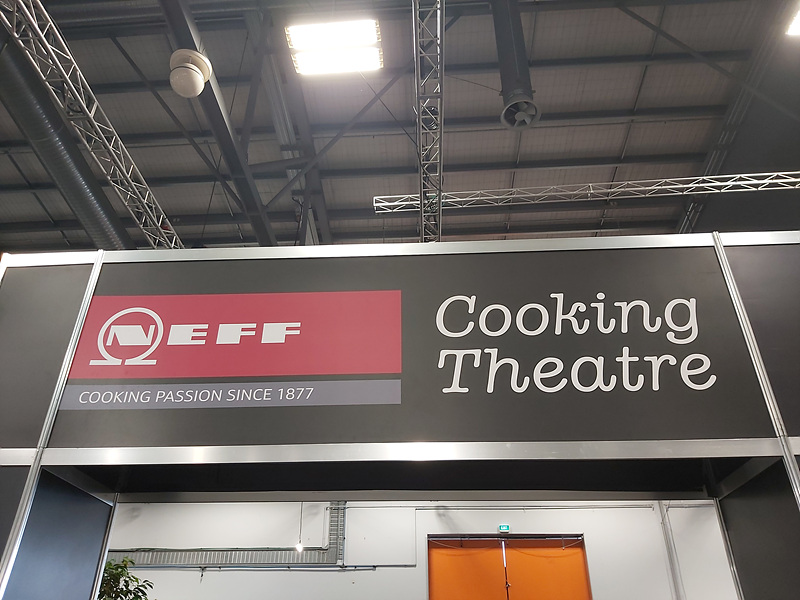 NEFF
COOKING PASSION SINCE 1877
Cooking
Theatre